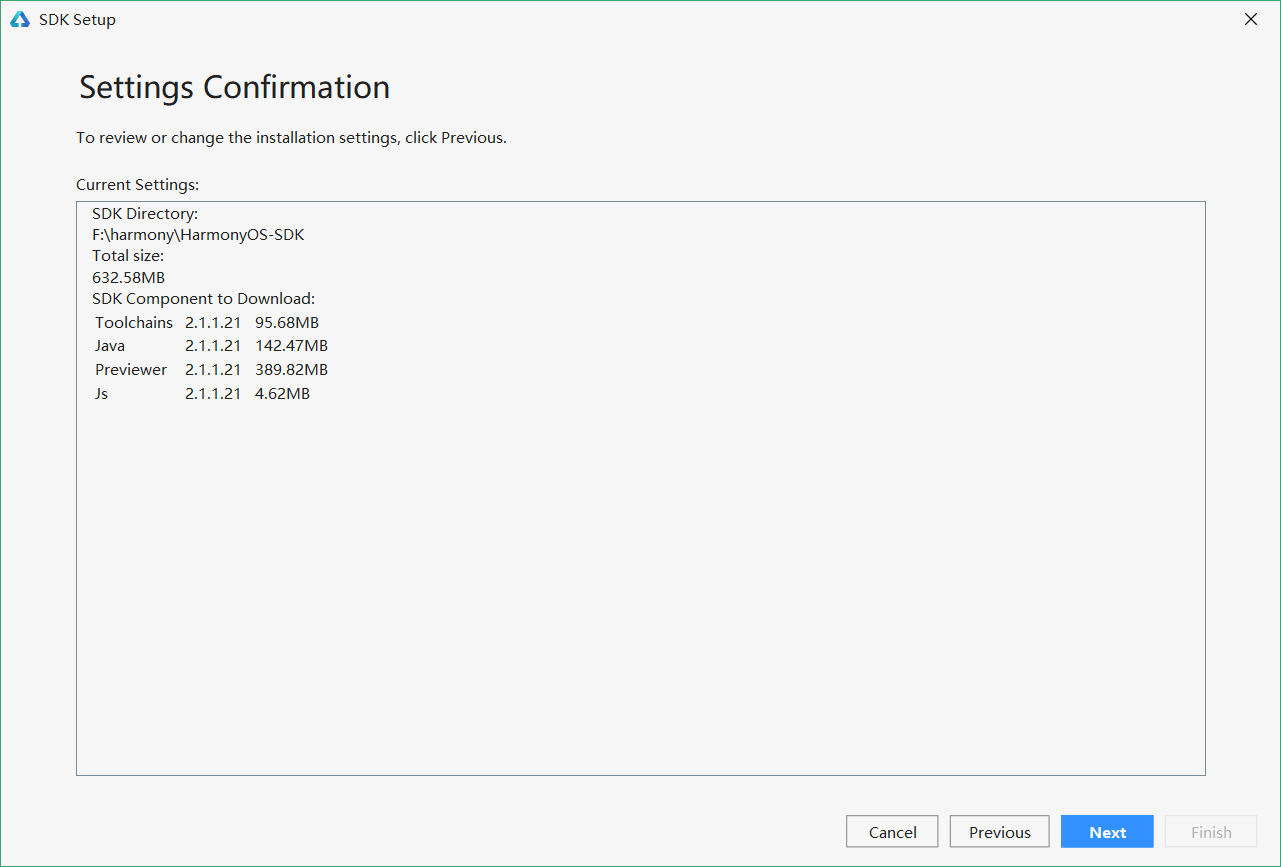 SDK Setup
Settings Confirmation
To review or change the installation settings, click Previous.
Current Settings:
SDK Directory:
F:\harmony\HarmonyOS-SDK
Total size:
632.58MB
SDK Component to Download:
Toolchains 2.1.1.21 95.68MB
Java 2.1.1.21 142.47MB
Previewer 2.1.1.21 389.82MB
Js 2.1.1.21 4.62MB
Cancel Previous Next Finish